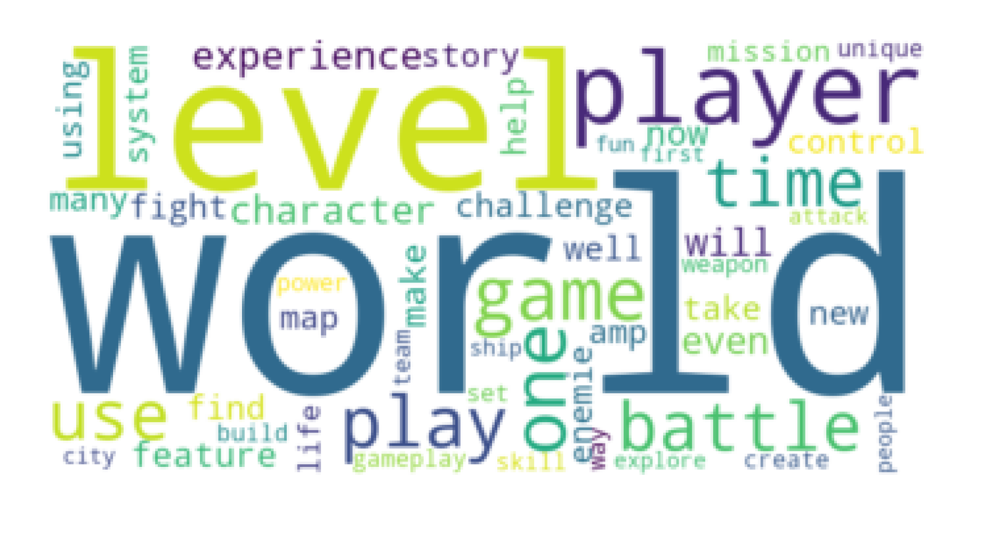 experience
story
mission
unique
using
system
level
help
player
now
fun
first
control
time
many
fight
character
challenge
attack
world
well
will
weapon
power
map
make
game
take
new
amp
even
ship
one
team
enemie
set
use
find
build
life
play
battle
people
city
feature
gameplay
skill
way
explore
create